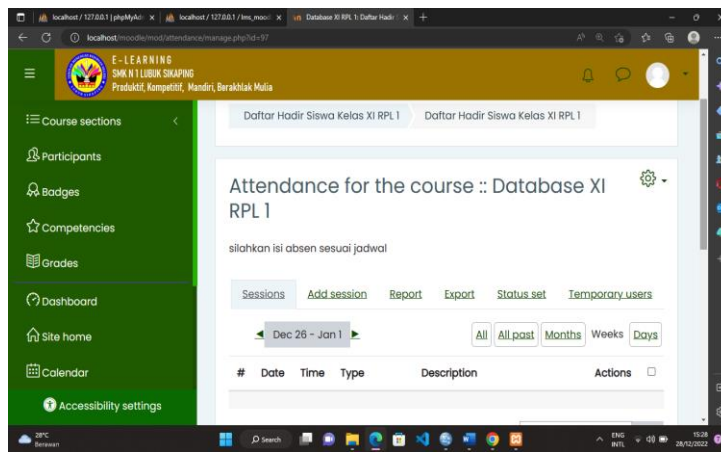 localhost / 127.0.0.1 | phpMyAdm
localhost / 127.0.0.1 / lms_mood
Database XI RPL 1: Daftar Hadir
localhost/moodle/mod/attendance/manage.php?id=97
E-LEARNING
SMK N 1 LUBUK SIKAPING
Produktif, Kompetitif, Mandiri, Berakhlak Mulia
Course sections
Participants
Badges
Competencies
Grades
Dashboard
Site home
Calendar
Accessibility settings
Daftar Hadir Siswa Kelas XI RPL 1
Daftar Hadir Siswa Kelas XI RPL 1
Attendance for the course :: Database XI
RPL 1
silahkan isi absen sesuai jadwal
Sessions Add session Report Export Status set Temporary users
Dec 26 - Jan 1 All All past Months Weeks Days
# Date Time Type Description Actions
28°C
Berawan
Search
ENG
INTL
15:28
28/12/2022